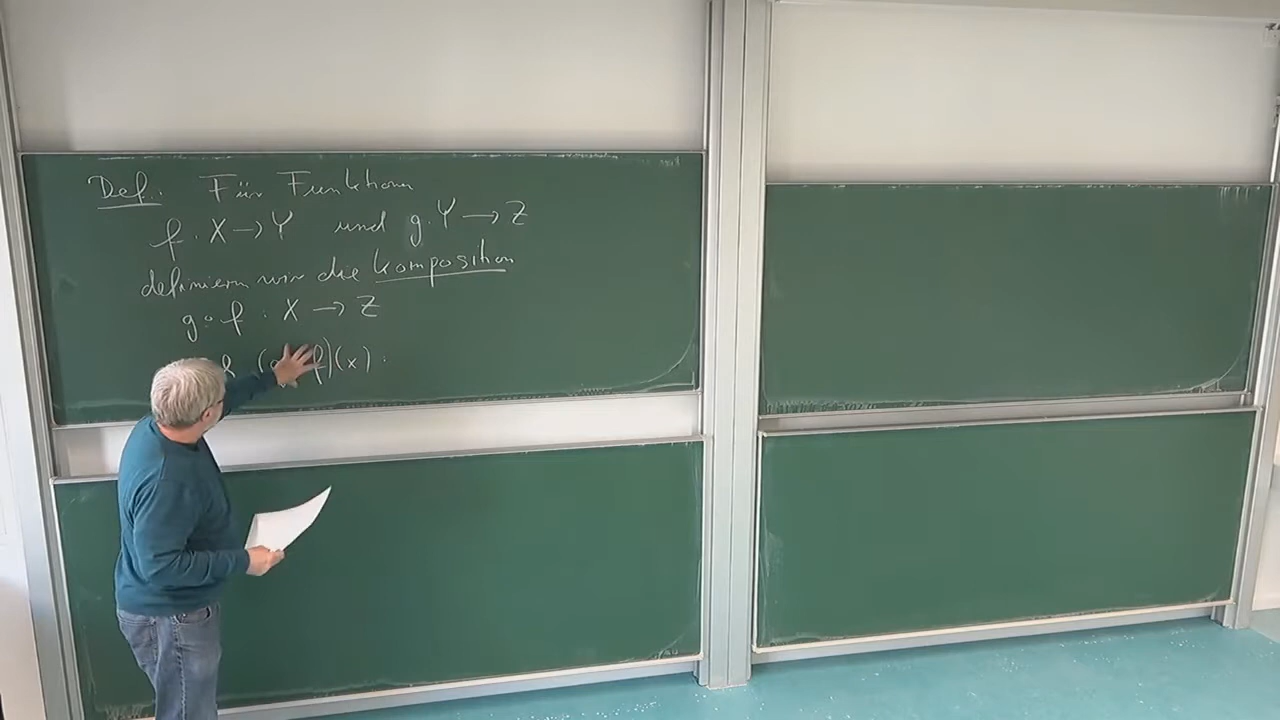 Def.: Für Funktionen
f: X → Y und g: Y → Z
definieren wir die Komposition
g∘f : X → Z
(g f)(x) :